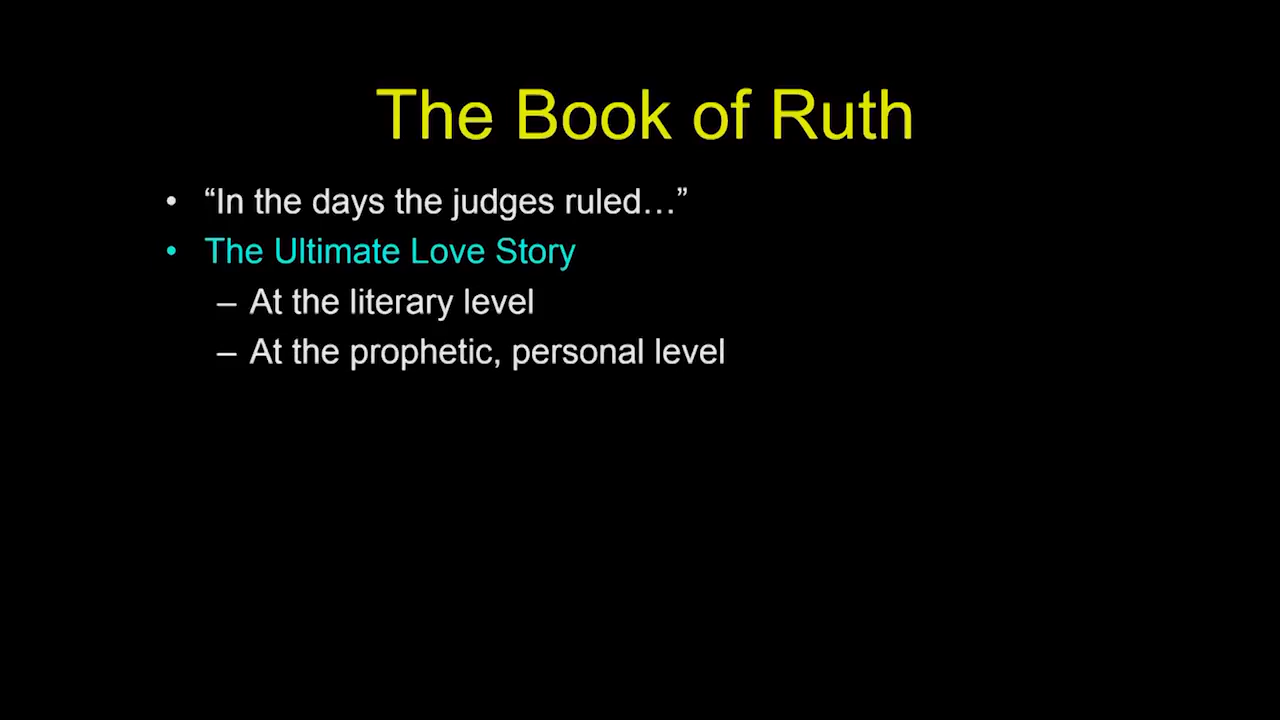 The Book of Ruth
• “In the days the judges ruled…”
• The Ultimate Love Story
– At the literary level
– At the prophetic, personal level